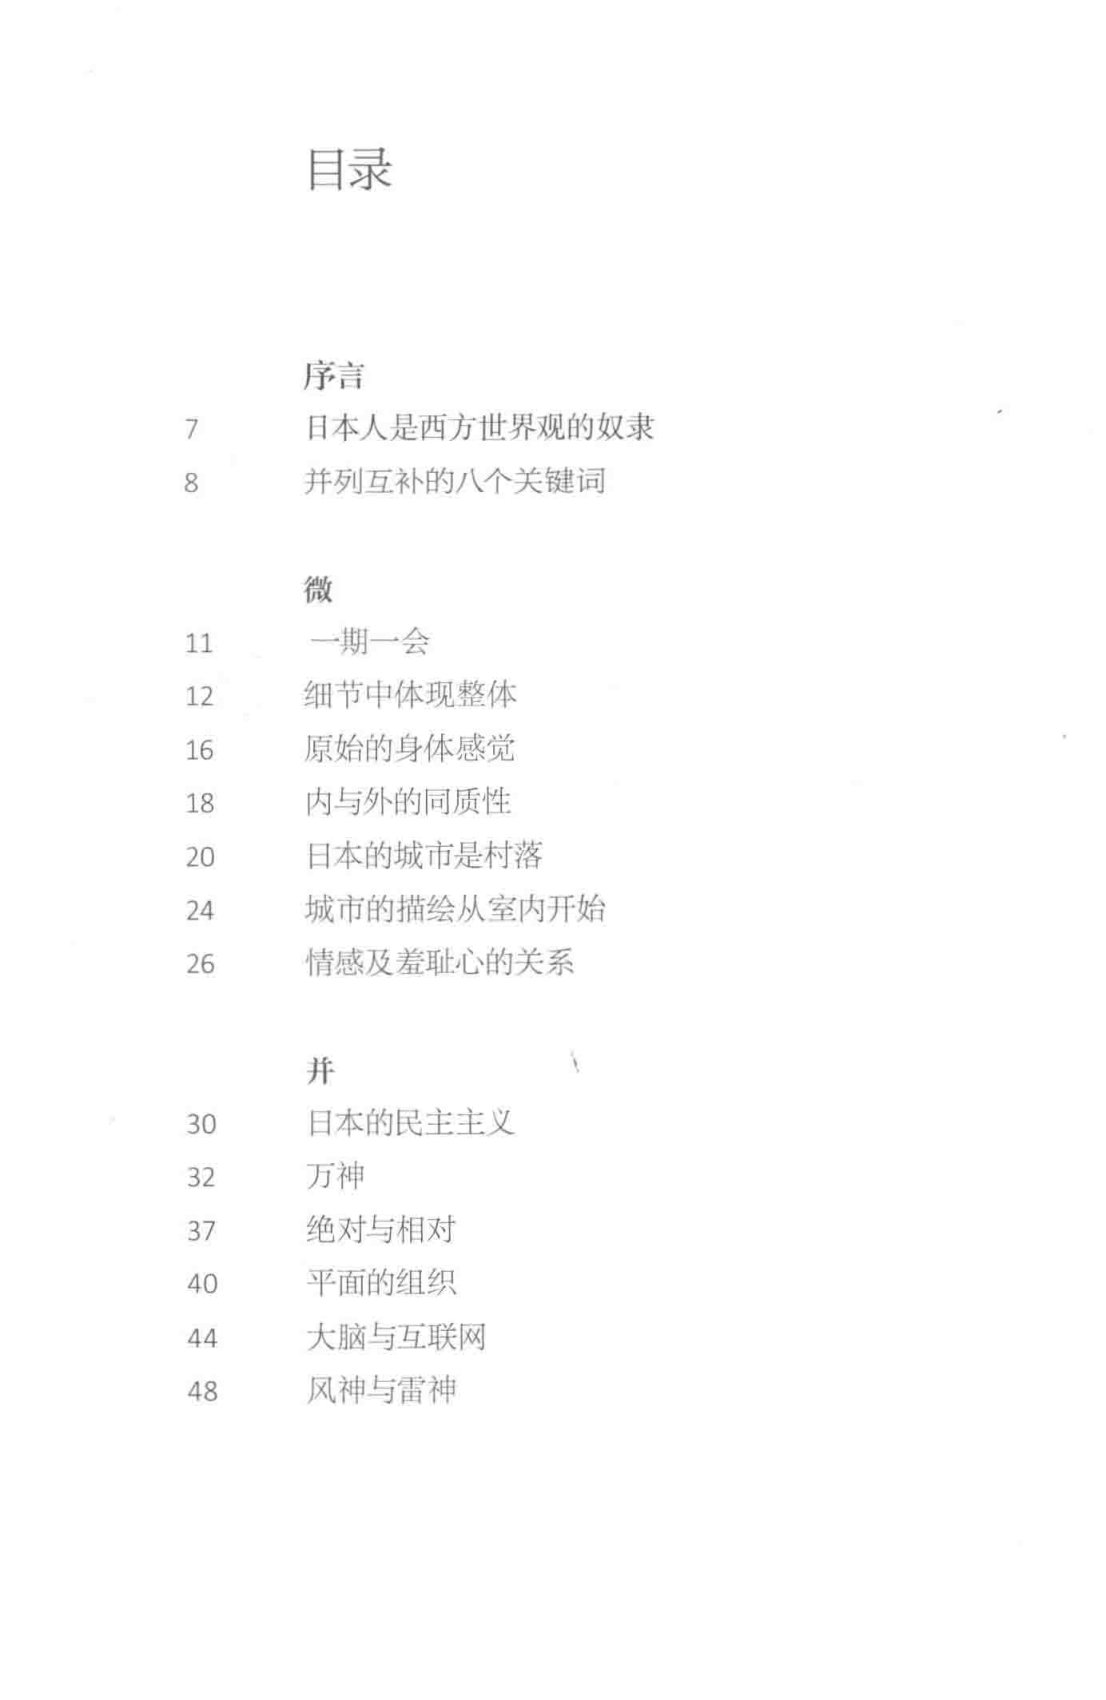 目录
序言
7 日本人是西方世界观的奴隶
8 并列互补的八个关键词
微
11 一期一会
12 细节中体现整体
16 原始的身体感觉
18 内与外的同质性
20 日本的城市是村落
24 城市的描绘从室内开始
26 情感及羞耻心的关系
并
30 日本的民主主义
32 万神
37 绝对与相对
40 平面的组织
44 大脑与互联网
48 风神与雷神